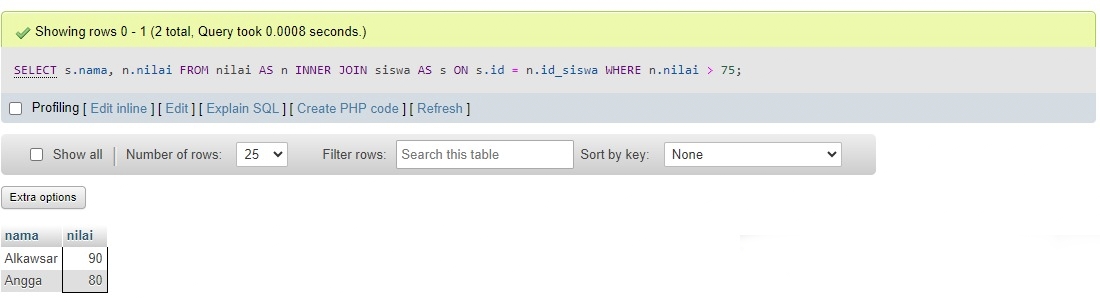 Showing rows 0 - 1 (2 total, Query took 0.0008 seconds.)
SELECT s.nama, n.nilai FROM nilai AS n INNER JOIN siswa AS s ON s.id = n.id_siswa WHERE n.nilai > 75;
Profiling [ Edit inline ] [ Edit ] [ Explain SQL ] [ Create PHP code ] [ Refresh ]
Show all | Number of rows: 25 Filter rows: Search this table Sort by key: None
Extra options
nama nilai
Alkawsar 90
Angga 80